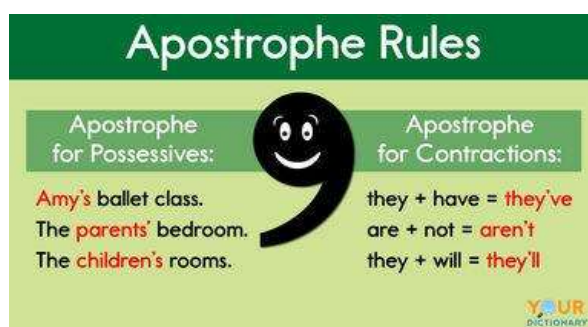 Apostrophe Rules
Apostrophe
for Possessives:
Amy's ballet class.
The parents' bedroom.
The children's rooms.
Apostrophe
for Contractions:
they + have = they've
are + not = aren't
they + will = they'll
YOUR
DICTIONARY